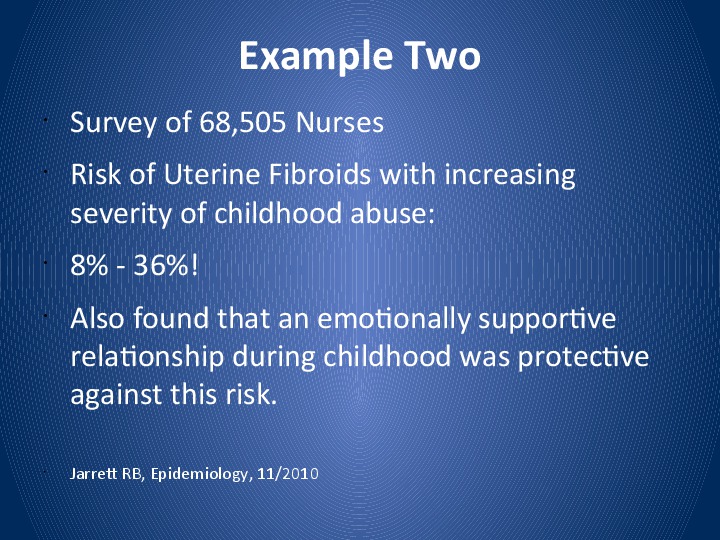 Example Two
Survey of 68,505 Nurses
Risk of Uterine Fibroids with increasing
severity of childhood abuse:
8% - 36%!
Also found that an emotionally supportive
relationship during childhood was protective
against this risk.
Jarrett RB, Epidemiology, 11/2010